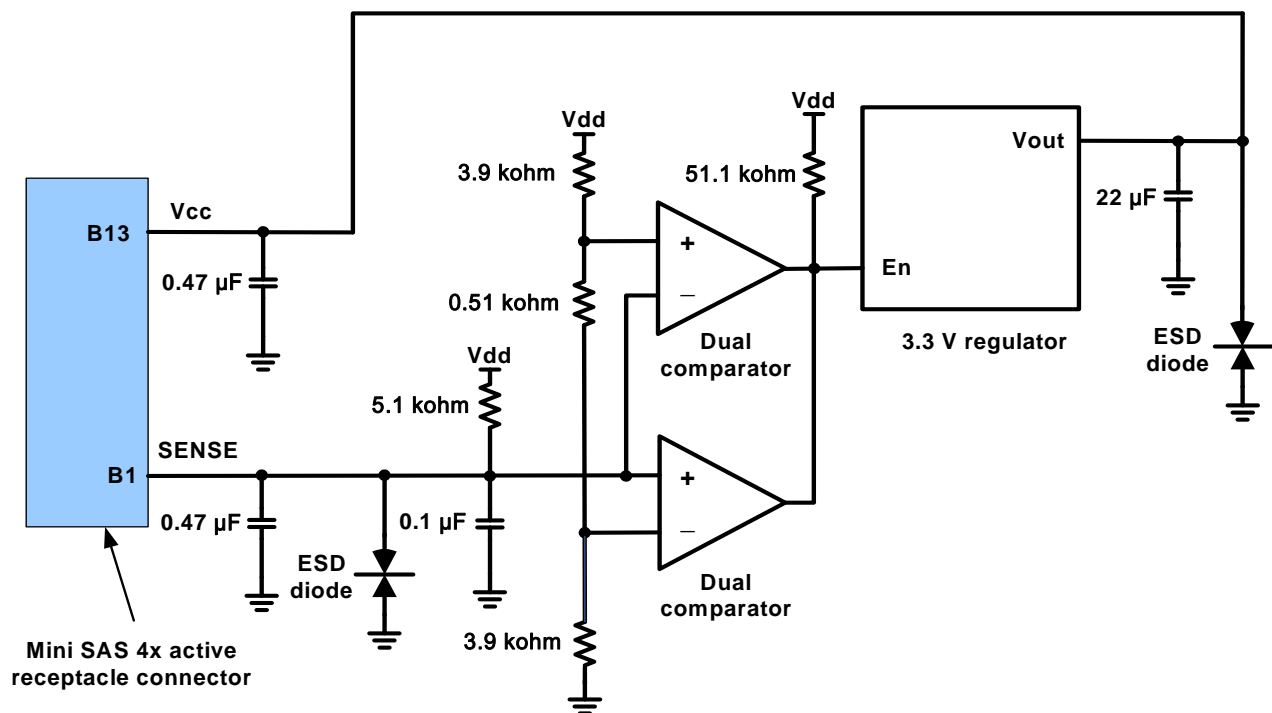 Vdd
Vdd
Vout
3.9 kohm
51.1 kohm
22 µF
Vcc
B13
+
En
0.47 µF
0.51 kohm
–
3.3 V regulator
ESD
diode
Dual
comparator
Vdd
5.1 kohm
SENSE
B1
+
0.47 µF
0.1 µF
–
ESD
diode
Dual
comparator
3.9 kohm
Mini SAS 4x active
receptacle connector